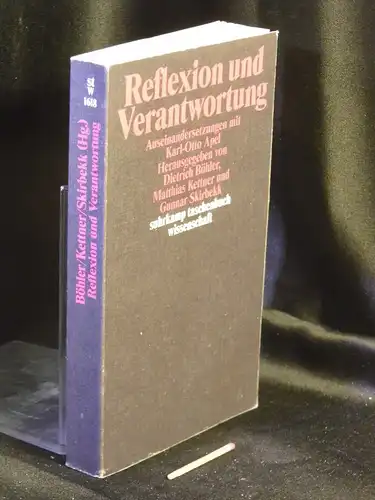 st
w
1618
Böhler/Kettner/Skirbekk (Hg.)
Reflexion und Verantwortung
Reflexion und
Verantwortung
Auseinandersetzungen mit
Karl-Otto Apel
Herausgegeben von
Dietrich Böhler,
Matthias Kettner und
Gunnar Skirbekk
suhrkamp taschenbuch
wissenschaft